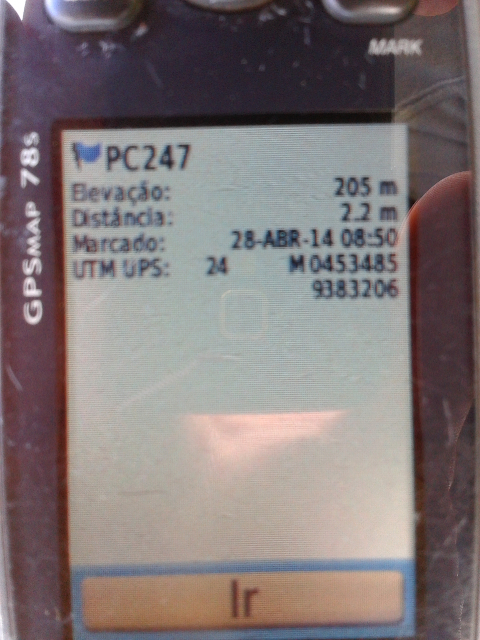 MARK
GPSMAP 78s
PC247
Elevação: 205 m
Distância: 2.2 m
Marcado: 28-ABR-14 08:50
UTM UPS: 24 M 0453485
9383206
Ir